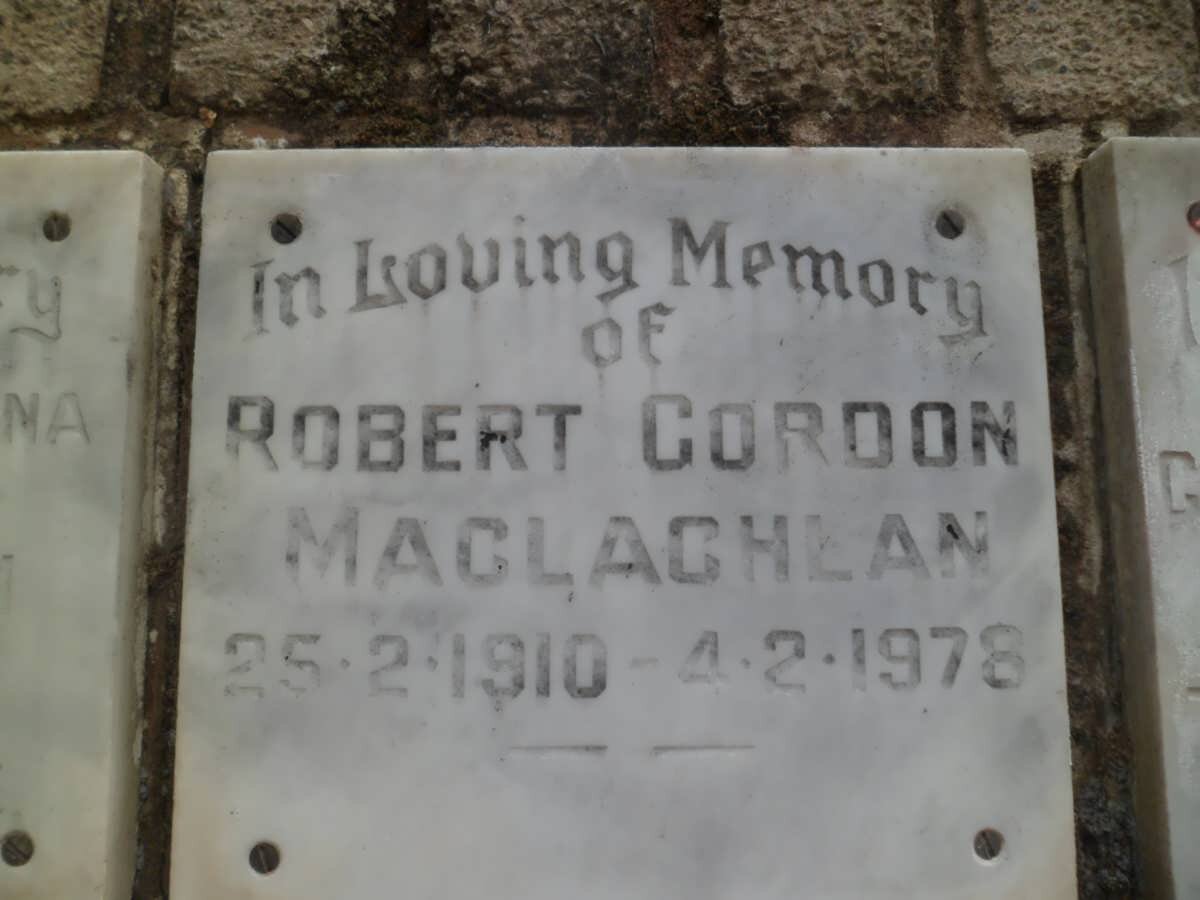 In Loving Memory
of
ROBERT GORDON
MACLACHLAN
25·2·1910 - 4·2·1978